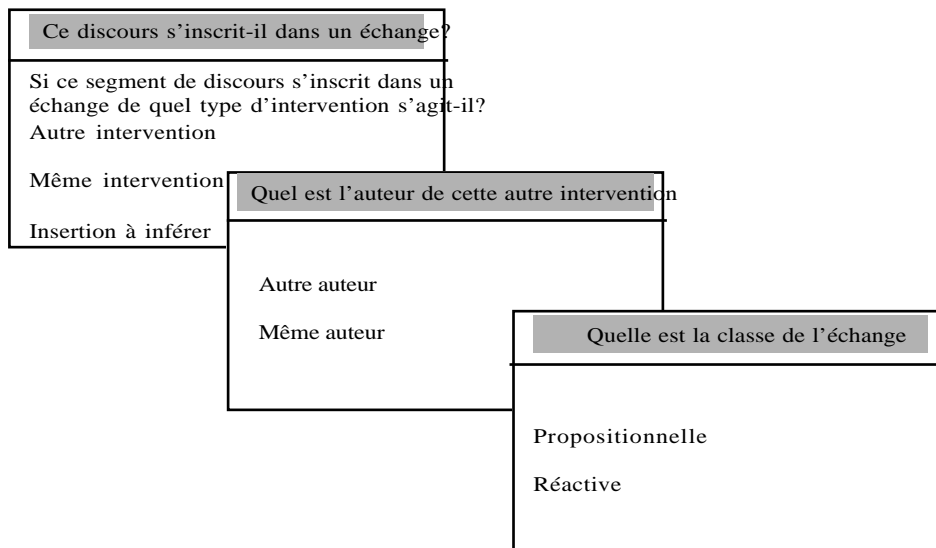 Ce discours s’inscrit-il dans un échange?
Si ce segment de discours s’inscrit dans un
échange de quel type d’intervention s’agit-il?
Autre intervention
Même intervention
Insertion à inférer
Quel est l’auteur de cette autre intervention
Autre auteur
Même auteur
Quelle est la classe de l’échange
Propositionnelle
Réactive